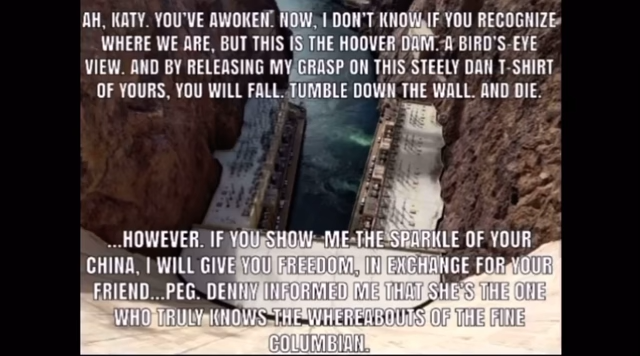 AH, KATY. YOU'VE AWOKEN. NOW, I DON'T KNOW IF YOU RECOGNIZE
WHERE WE ARE, BUT THIS IS THE HOOVER DAM. A BIRD'S-EYE
VIEW. AND BY RELEASING MY GRASP ON THIS STEELY DAN T-SHIRT
OF YOURS, YOU WILL FALL. TUMBLE DOWN THE WALL. AND DIE.
...HOWEVER. IF YOU SHOW ME THE SPARKLE OF YOUR
CHINA, I WILL GIVE YOU FREEDOM, IN EXCHANGE FOR YOUR
FRIEND...PEG. DENNY INFORMED ME THAT SHE'S THE ONE
WHO TRULY KNOWS THE WHEREABOUTS OF THE FINE
COLUMBIAN.